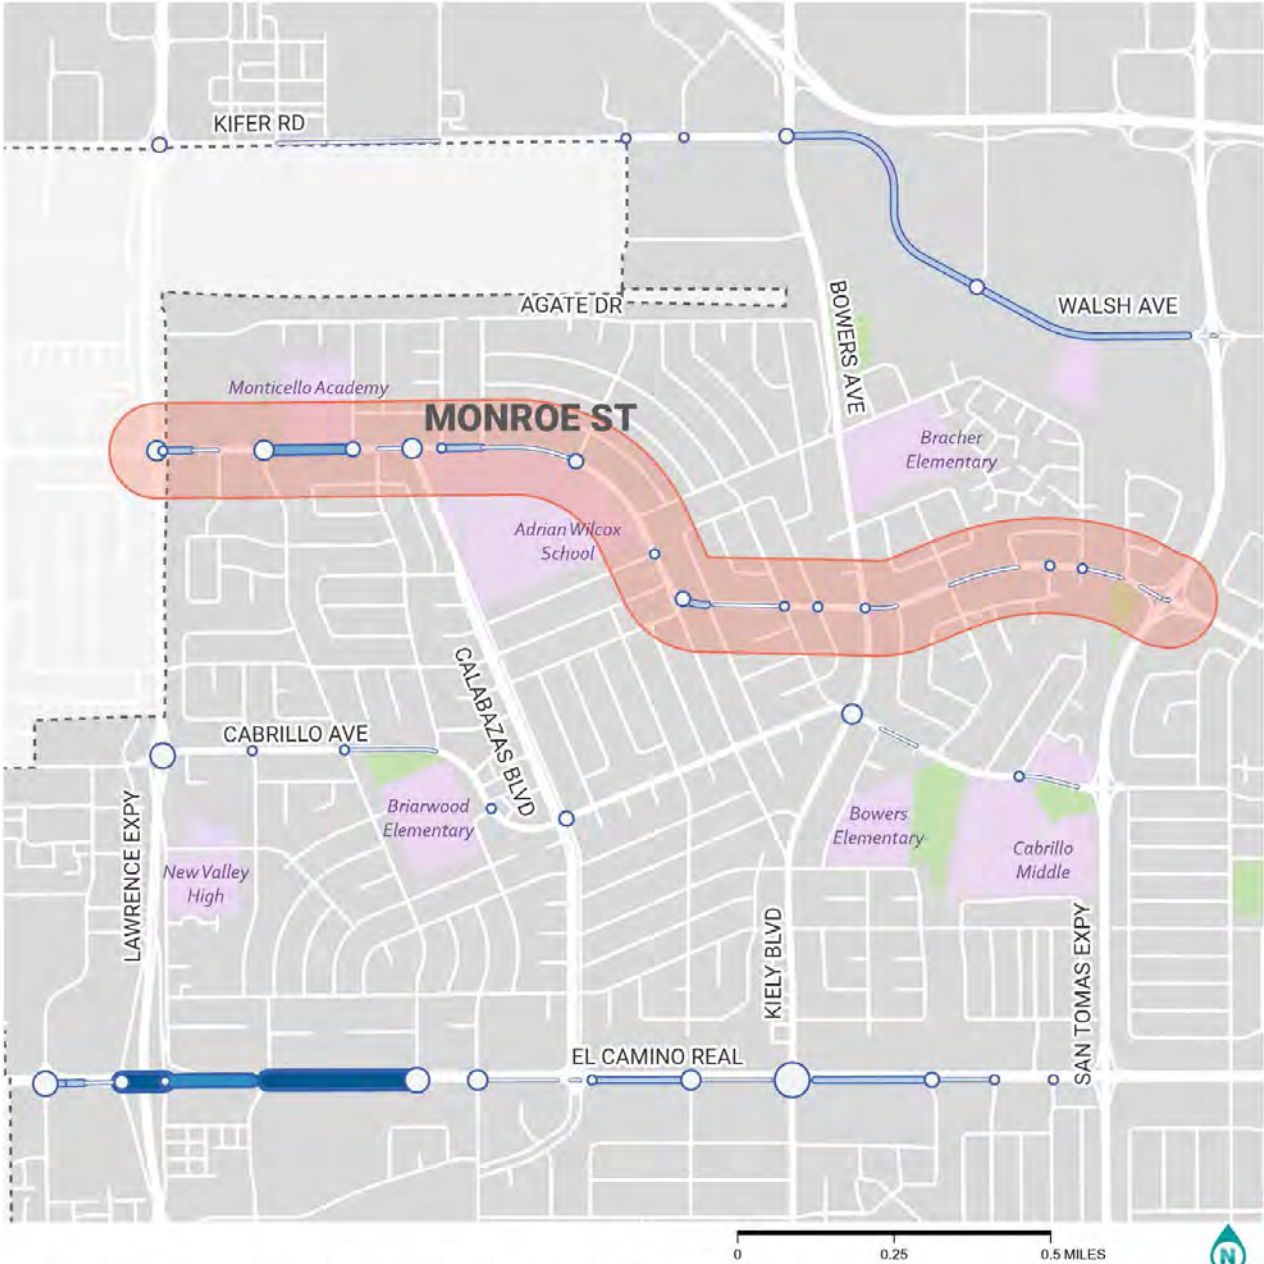 KIFER RD
AGATE DR
WALSH AVE
BOWERS AVE
Monticello Academy
MONROE ST
Bracher
Elementary
Adrian Wilcox
School
CALABAZAS BLVD
CABRILLO AVE
Briarwood
Elementary
Bowers
Elementary
Cabrillo
Middle
New Valley
High
LAWRENCE EXPY
KIELY BLVD
SAN TOMAS EXPY
EL CAMINO REAL
0
0.25
0.5 MILES
N